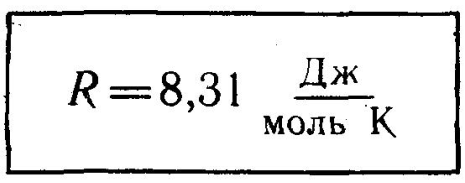 R = 8,31 Дж
моль К